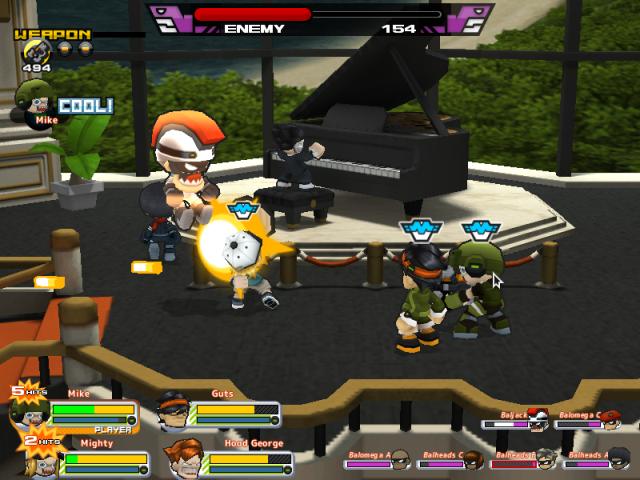 ENEMY 154
WEAPON
494
COOL!
Mike
5 HITS
Mike
PLAYER
Guts
2 HITS
Mighty
Hood George
Baljack
Balomega C
Balomega A
Balheads C
Balheads B
Balheads A